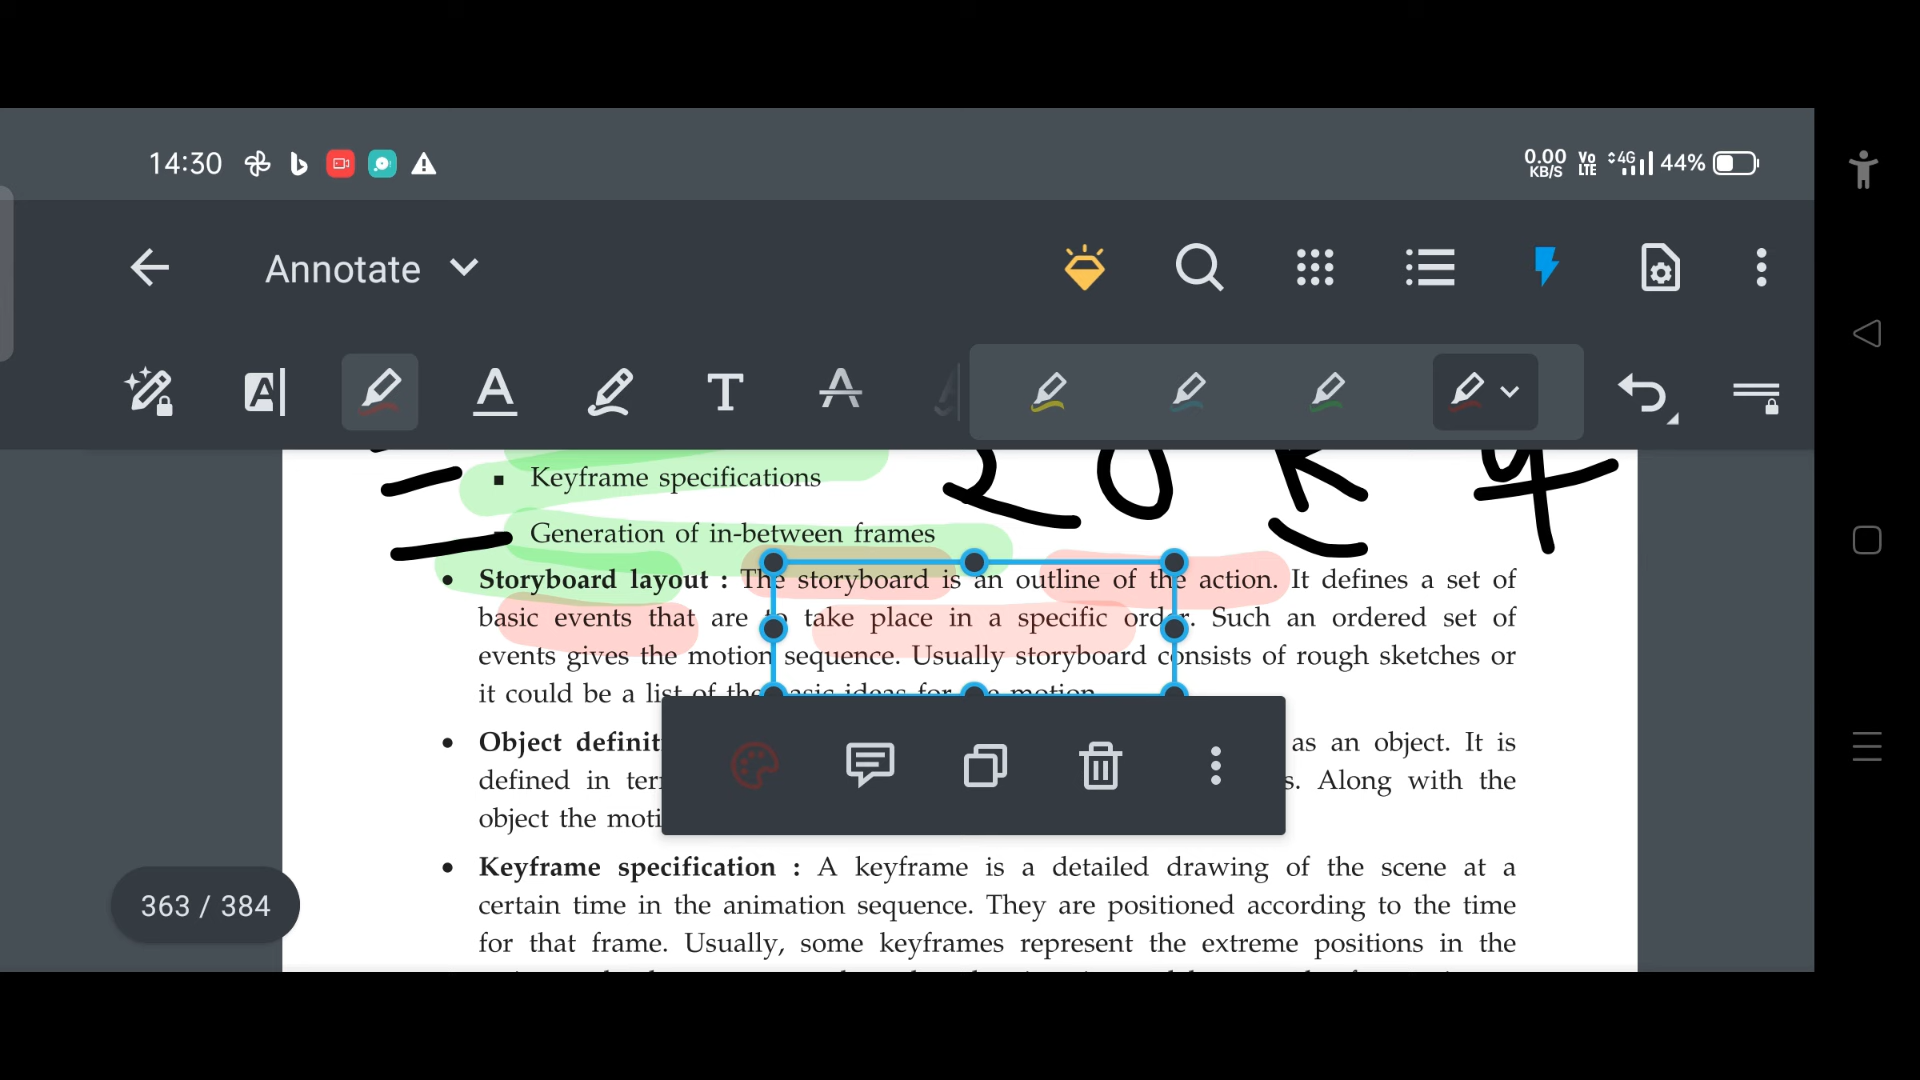 14:30
0.00 KB/S Vo LTE 4G 44%
Annotate
A A T A
2 O K 4
▪ Keyframe specifications
Generation of in-between frames
• Storyboard layout : The storyboard is an outline of the action. It defines a set of
basic events that are to take place in a specific order. Such an ordered set of
events gives the motion sequence. Usually storyboard consists of rough sketches or
it could be a list of the basic ideas for the motion.
• Object definit as an object. It is
defined in ter s. Along with the
object the moti
• Keyframe specification : A keyframe is a detailed drawing of the scene at a
certain time in the animation sequence. They are positioned according to the time
for that frame. Usually, some keyframes represent the extreme positions in the
363 / 384